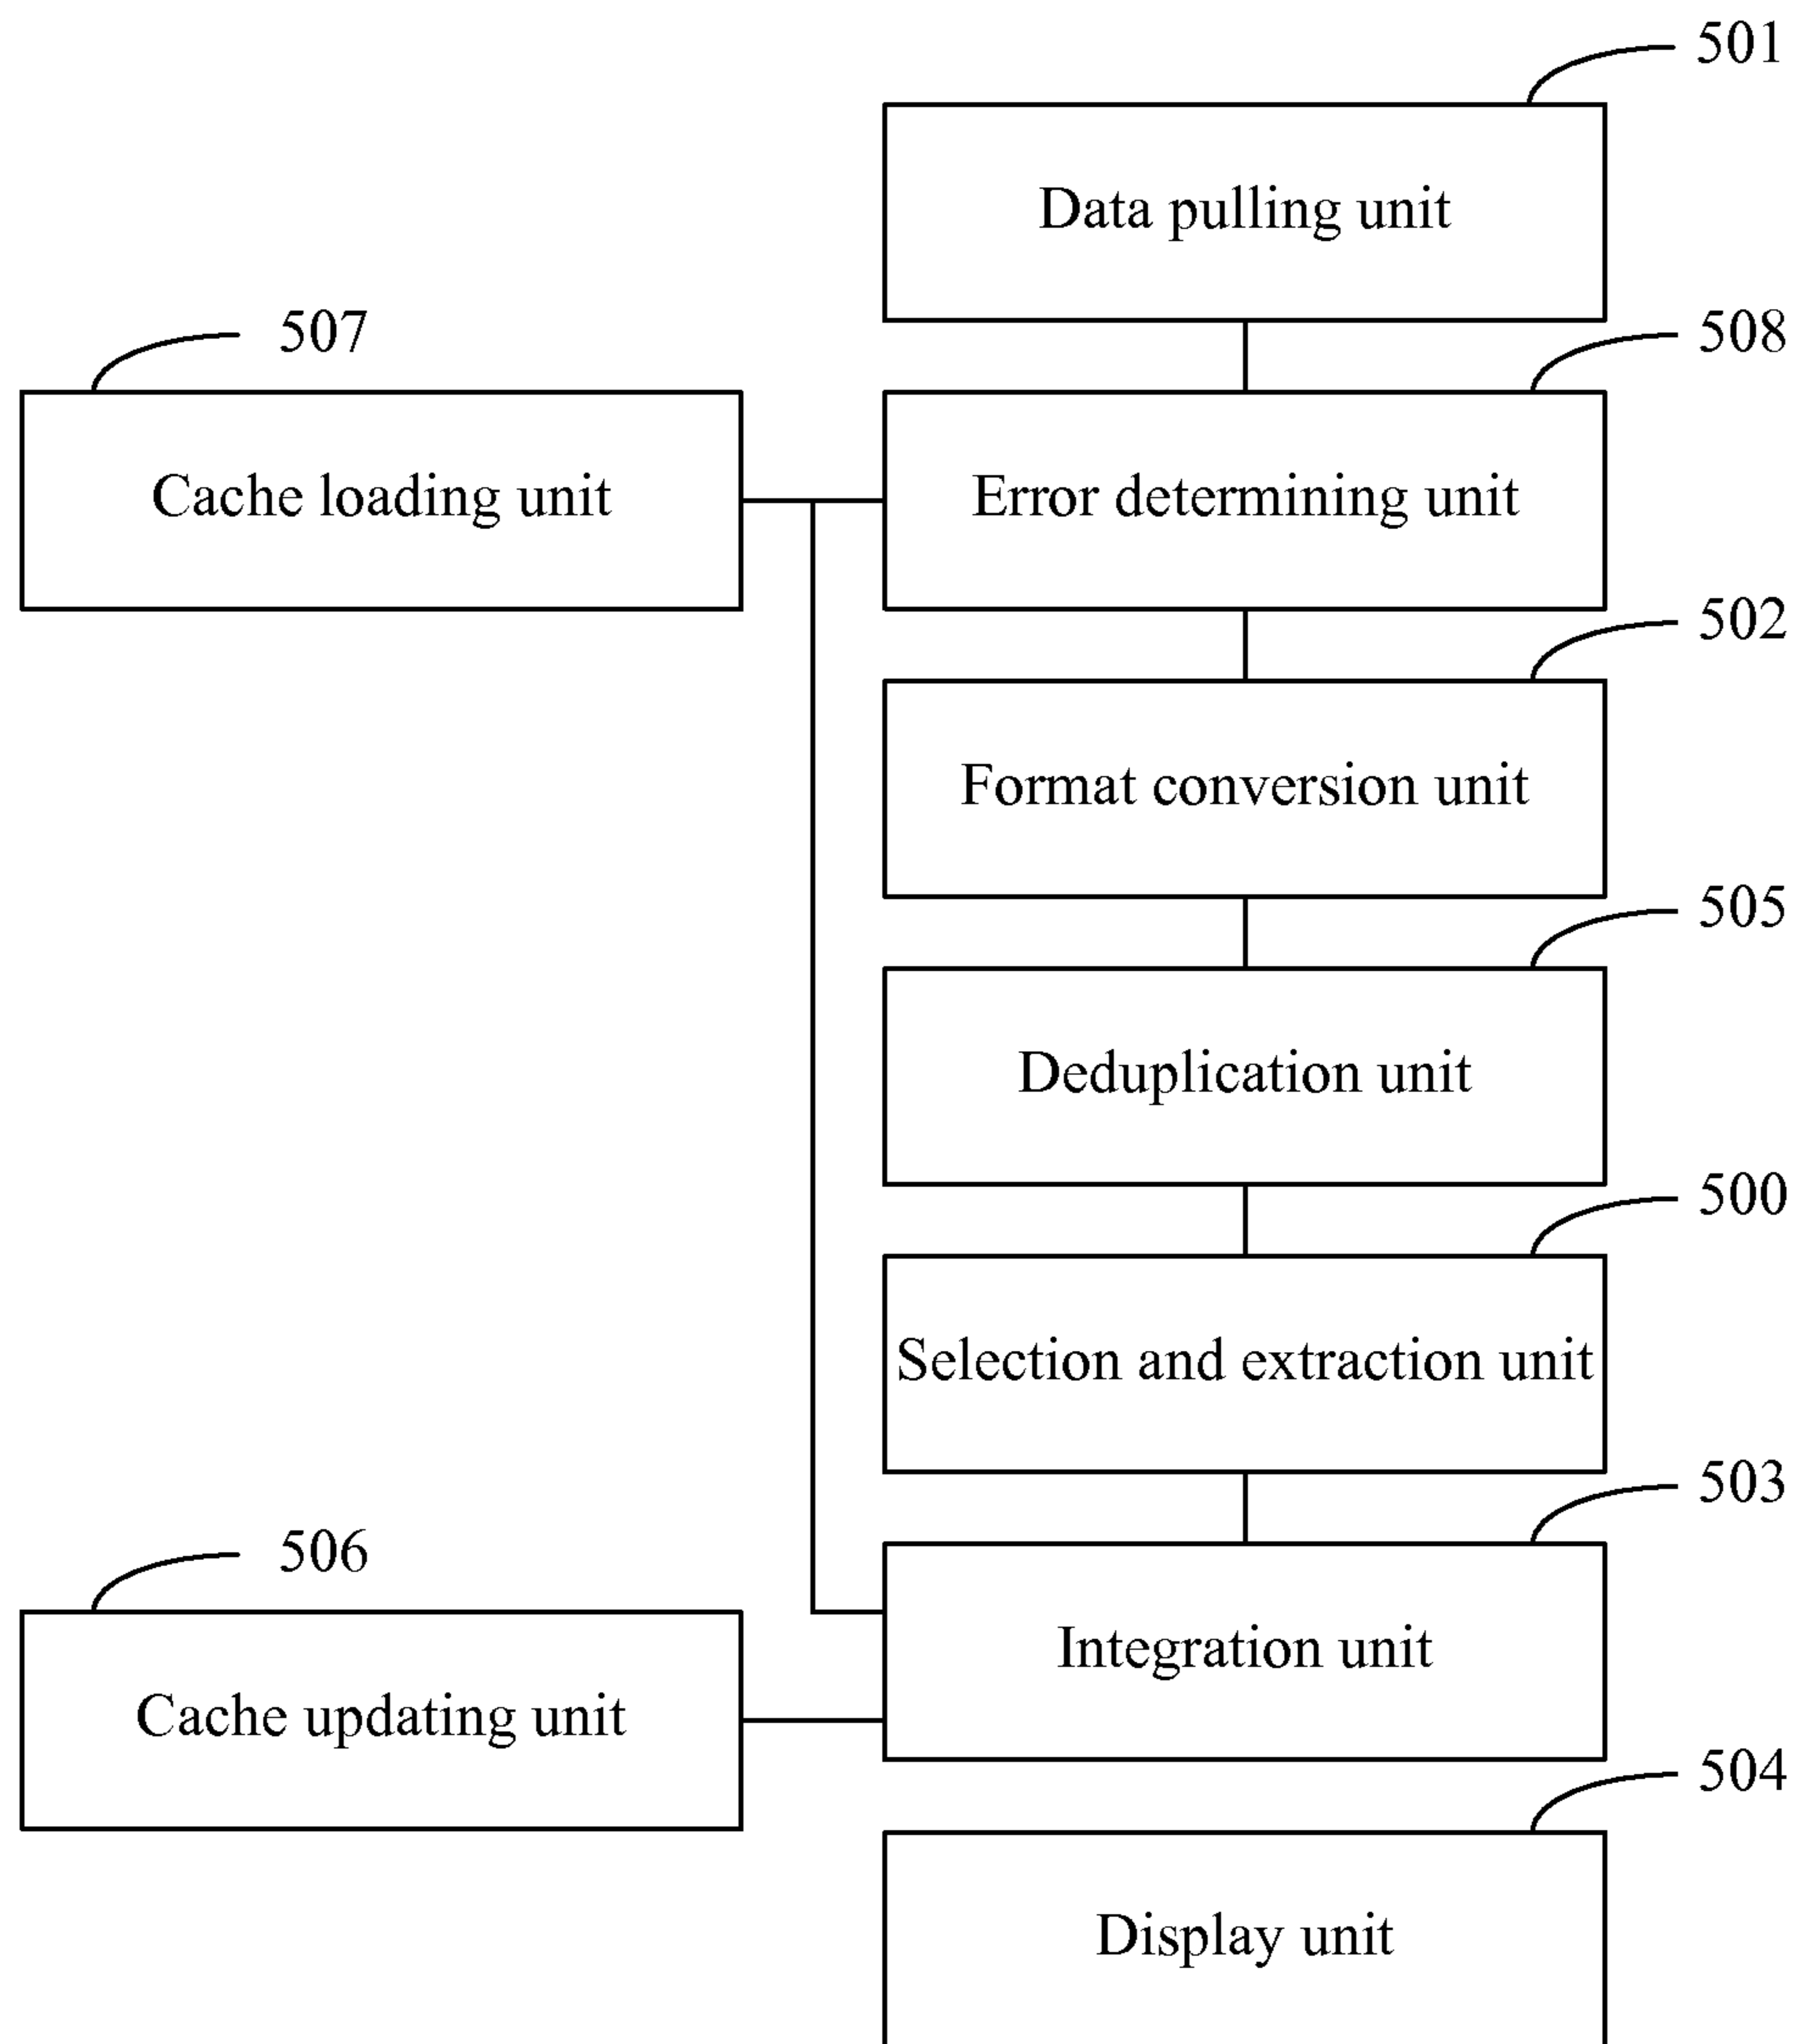 501
Data pulling unit
507
508
Cache loading unit
Error determining unit
502
Format conversion unit
505
Deduplication unit
500
Selection and extraction unit
503
506
Integration unit
Cache updating unit
504
Display unit